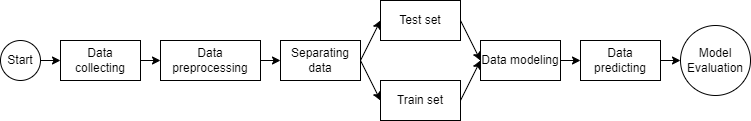 Start
Data
collecting
Data
preprocessing
Separating
data
Test set
Train set
Data modeling
Data
predicting
Model
Evaluation